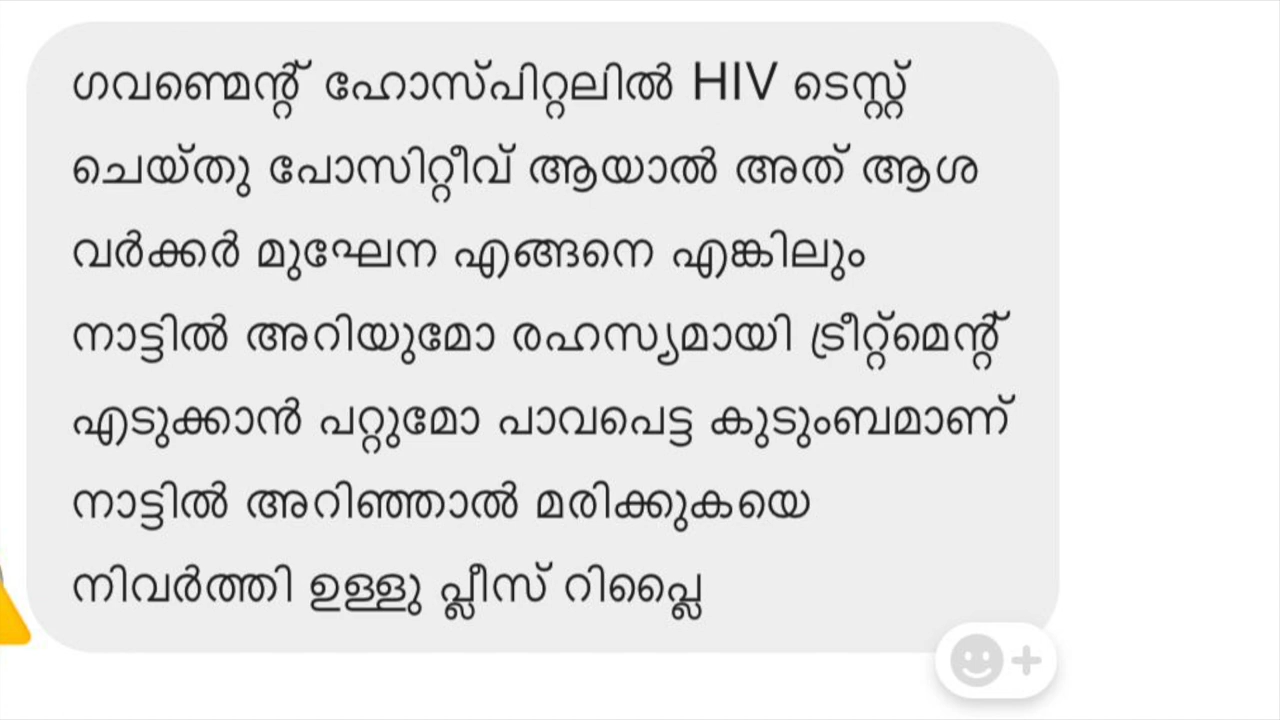 ഗവണ്മെന്റ് ഹോസ്പിറ്റലിൽ HIV ടെസ്റ്റ്
ചെയ്തു പോസിറ്റീവ് ആയാൽ അത് ആശ
വർക്കർ മുഘേന എങ്ങനെ എങ്കിലും
നാട്ടിൽ അറിയുമോ രഹസ്യമായി ട്രീറ്റ്മെന്റ്
എടുക്കാൻ പറ്റുമോ പാവപെട്ട കുടുംബമാണ്
നാട്ടിൽ അറിഞ്ഞാൽ മരിക്കുകയെ
നിവർത്തി ഉള്ളു പ്ലീസ് റിപ്ലൈ